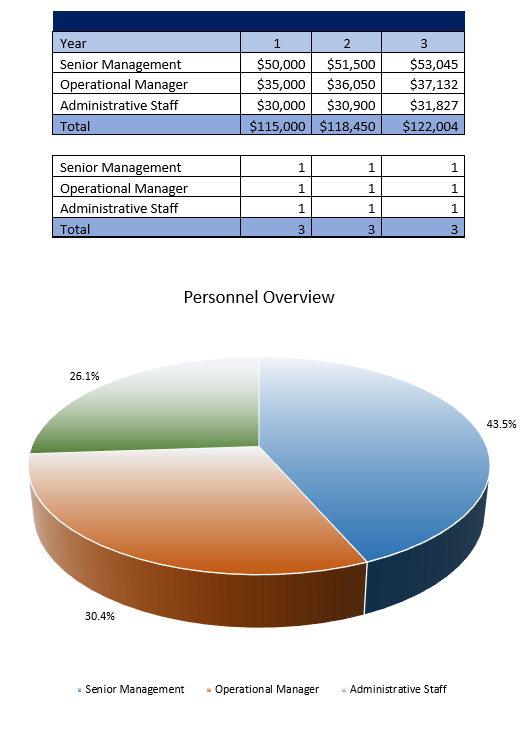 Year 1 2 3
Senior Management $50,000 $51,500 $53,045
Operational Manager $35,000 $36,050 $37,132
Administrative Staff $30,000 $30,900 $31,827
Total $115,000 $118,450 $122,004
Senior Management 1 1 1
Operational Manager 1 1 1
Administrative Staff 1 1 1
Total 3 3 3
Personnel Overview
26.1%
43.5%
30.4%
Senior Management Operational Manager Administrative Staff